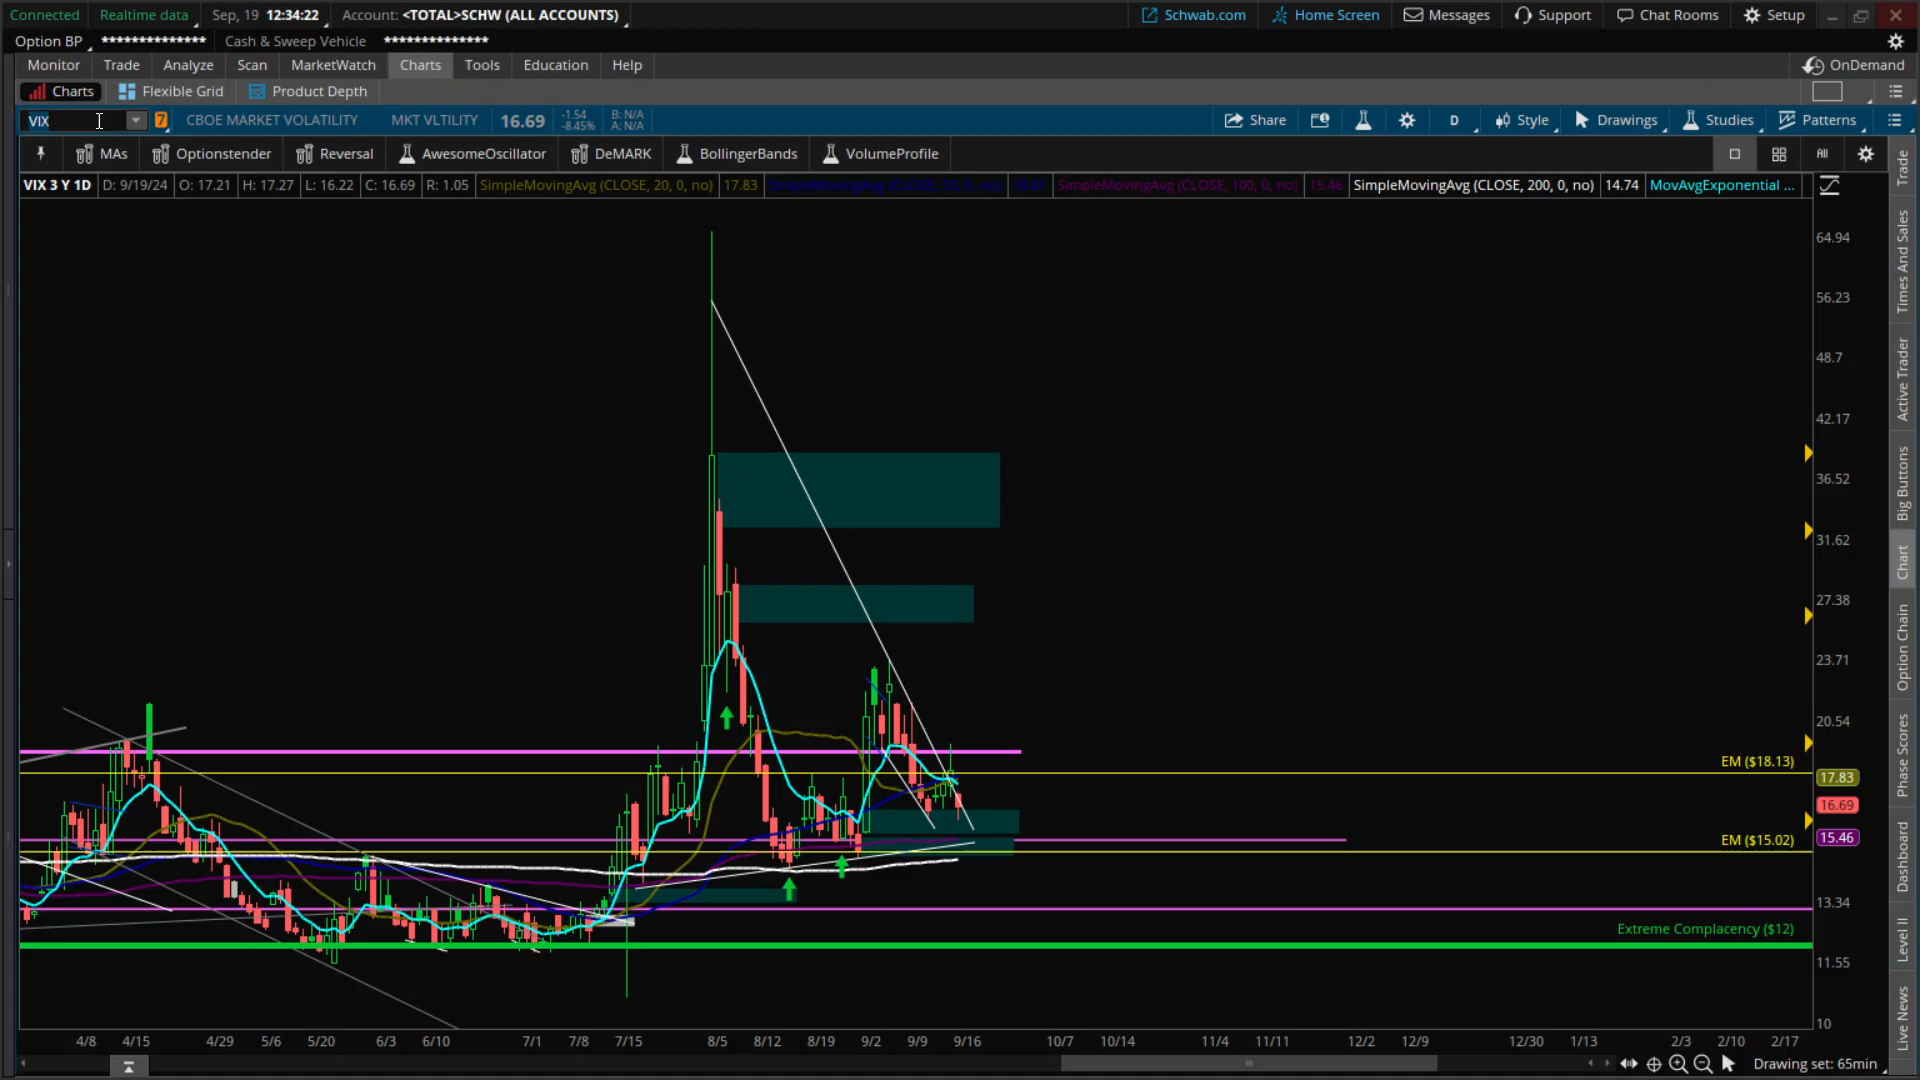 Connected Realtime data Sep, 19 12:34:22 Account: <TOTAL>SCHW (ALL ACCOUNTS) Schwab.com Home Screen Messages Support Chat Rooms Setup
Option BP ************** Cash & Sweep Vehicle **************
Monitor Trade Analyze Scan MarketWatch Charts Tools Education Help OnDemand
Charts Flexible Grid Product Depth
VIX 7 CBOE MARKET VOLATILITY MKT VLTILITY 16.69 -1.54 -8.45% B: N/A A: N/A Share D Style Drawings Studies Patterns
MAs Optionstender Reversal AwesomeOscillator DeMARK BollingerBands VolumeProfile All
VIX 3 Y 1D D: 9/19/24 O: 17.21 H: 17.27 L: 16.22 C: 16.69 R: 1.05 SimpleMovingAvg (CLOSE, 20, 0, no) 17.83 SimpleMovingAvg (CLOSE, 100, 0, no) 15.46 SimpleMovingAvg (CLOSE, 200, 0, no) 14.74 MovAvgExponential ...
64.94
56.23
48.7
42.17
36.52
31.62
27.38
23.71
20.54
EM ($18.13)
17.83
16.69
EM ($15.02) 15.46
13.34
Extreme Complacency ($12)
11.55
10
4/8 4/15 4/29 5/6 5/20 6/3 6/10 7/1 7/8 7/15 8/5 8/12 8/19 9/2 9/9 9/16 10/7 10/14 11/4 11/11 12/2 12/9 12/30 1/13 2/3 2/10 2/17
Drawing set: 65min
Trade
Times And Sales
Active Trader
Big Buttons
Chart
Option Chain
Phase Scores
Dashboard
Level II
Live News